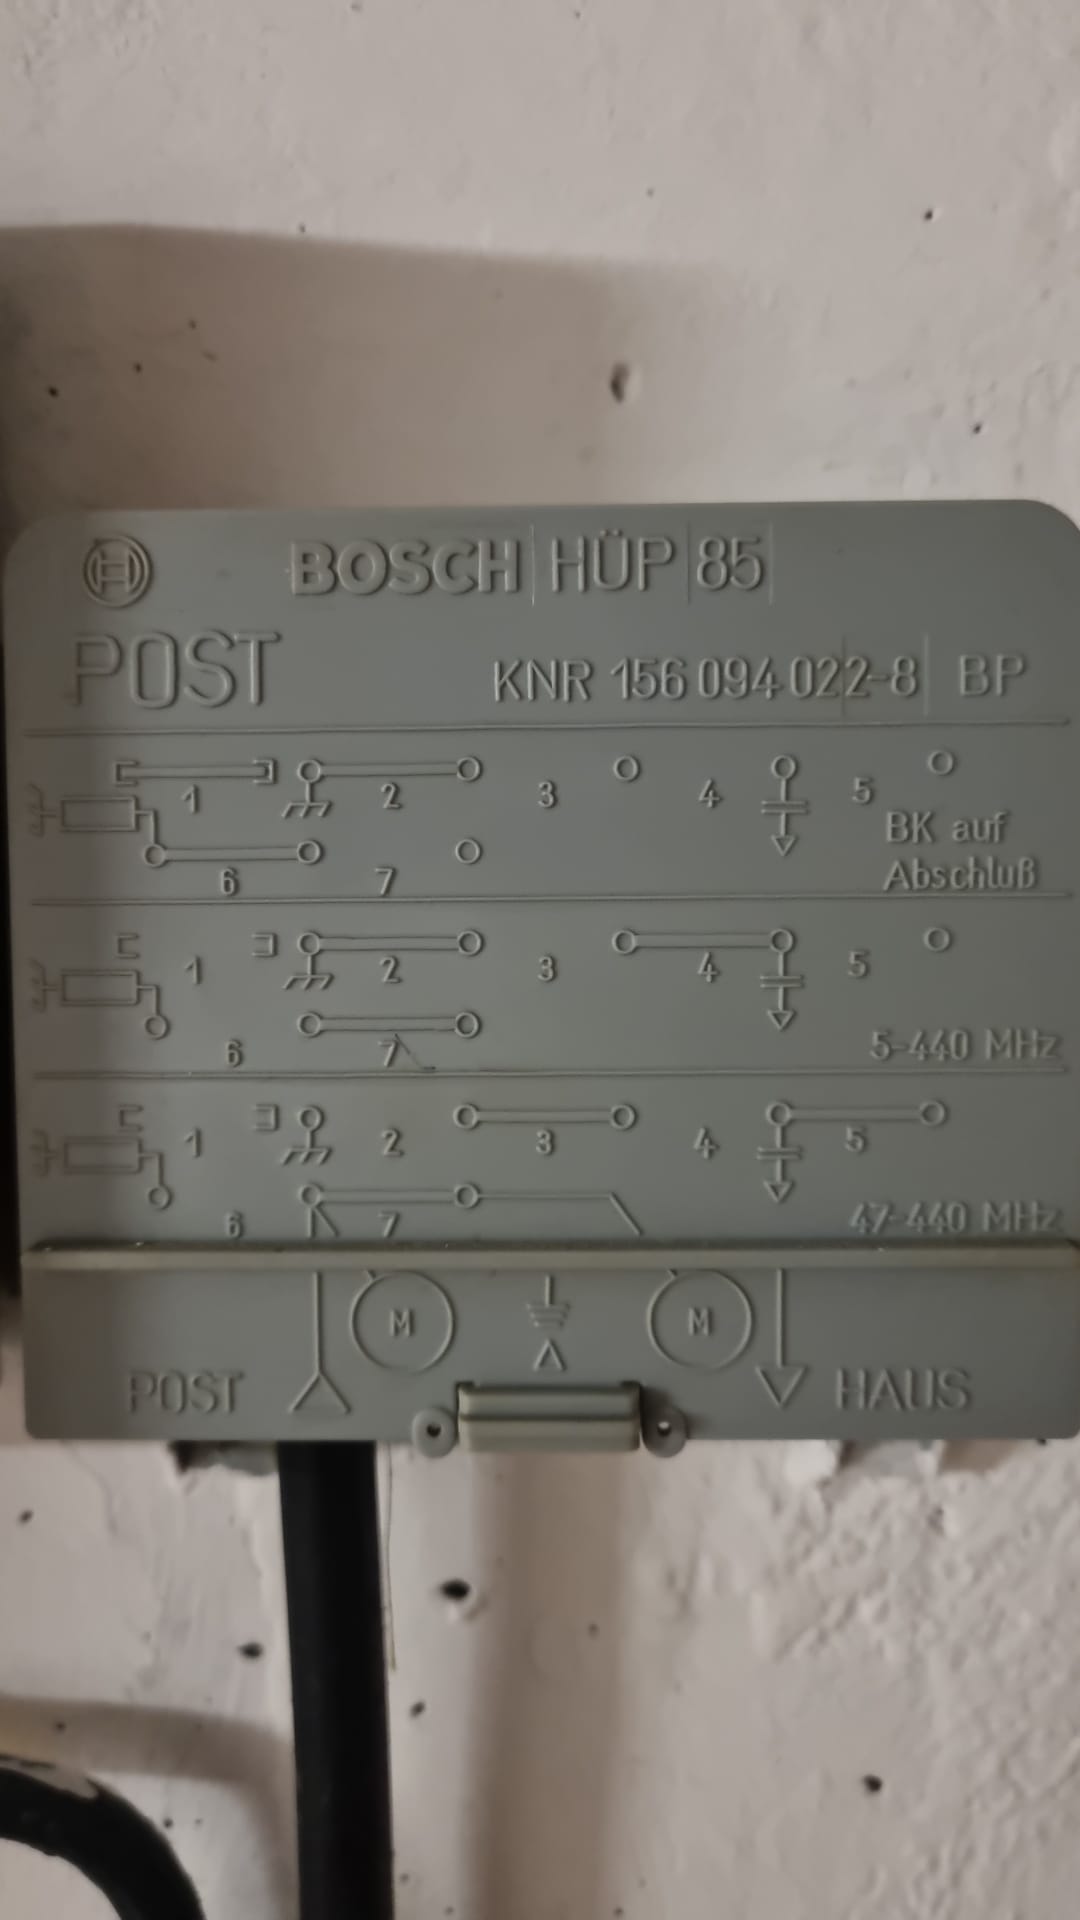 BOSCH HÜP 85
POST KNR 156 094 022-8 BP
1 2 3 4 5
BK auf
Abschluß
6 7
1 2 3 4 5
6 7 5-440 MHz
1 2 3 4 5
6 7 47-440 MHz
M M
POST HAUS